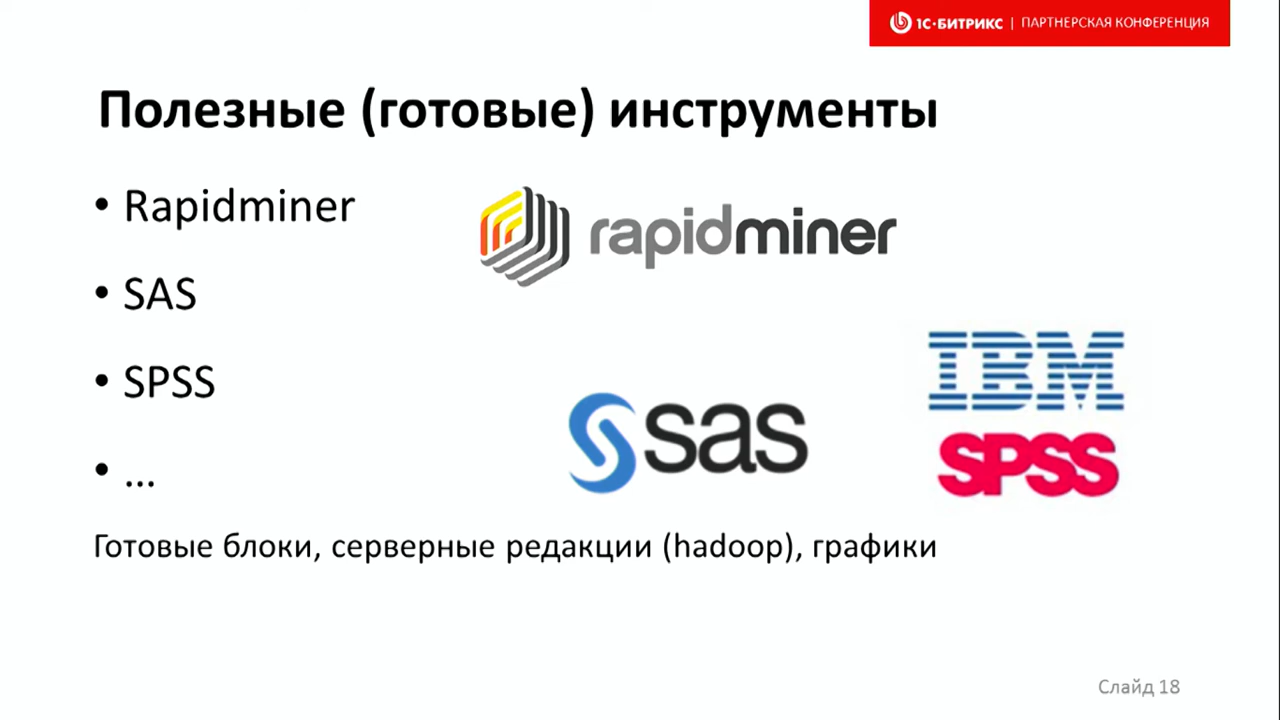 1С-БИТРИКС | ПАРТНЕРСКАЯ КОНФЕРЕНЦИЯ
Полезные (готовые) инструменты
• Rapidminer
rapidminer
• SAS
• SPSS
IBM
SPSS
sas
• ...
Готовые блоки, серверные редакции (hadoop), графики
Слайд 18